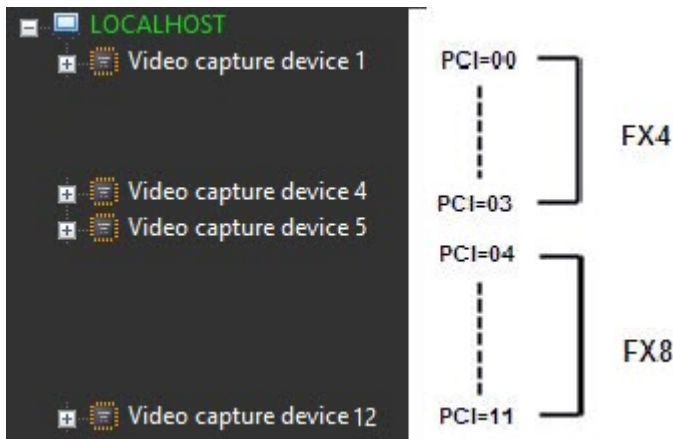 LOCALHOST
Video capture device 1 PCI=00
FX4
Video capture device 4 PCI=03
Video capture device 5
PCI=04
FX8
Video capture device 12 PCI=11